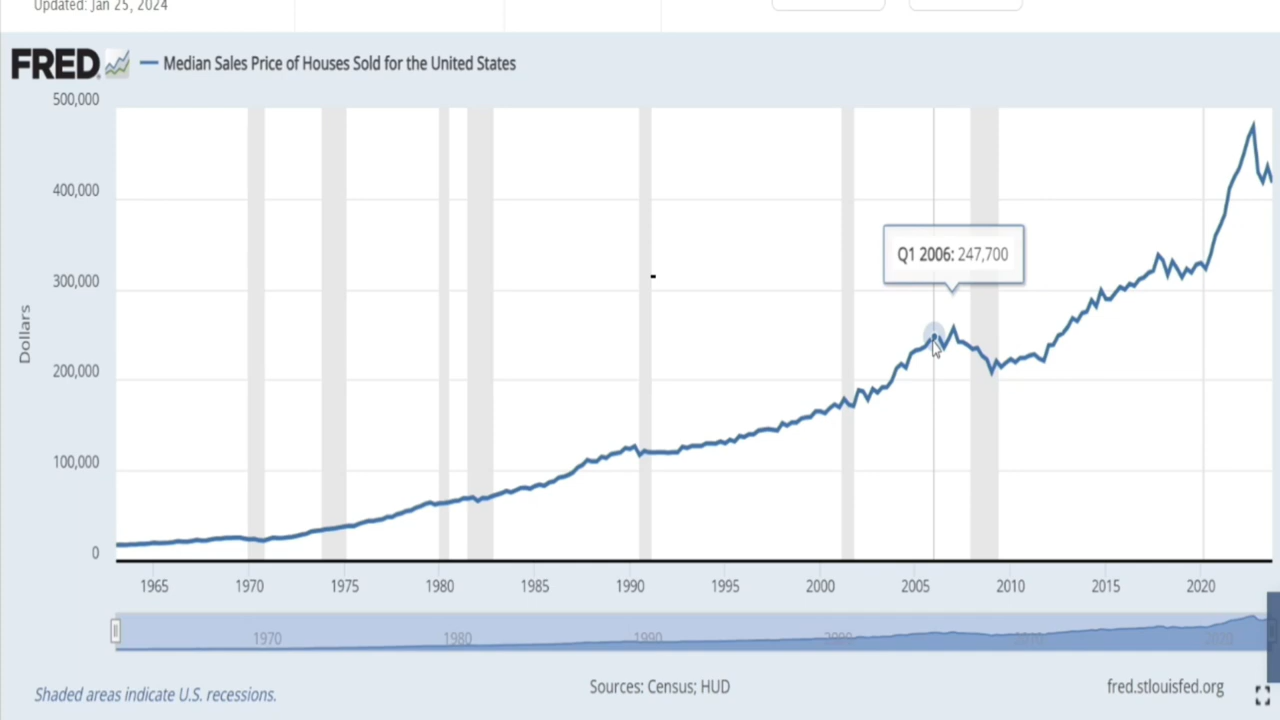 Updated: Jan 25, 2024
FRED
Median Sales Price of Houses Sold for the United States
500,000
400,000
300,000
200,000
100,000
0
Dollars
Q1 2006: 247,700
1965 1970 1975 1980 1985 1990 1995 2000 2005 2010 2015 2020
1970 1980 1990 2000 2010 2020
Shaded areas indicate U.S. recessions.
Sources: Census; HUD
fred.stlouisfed.org